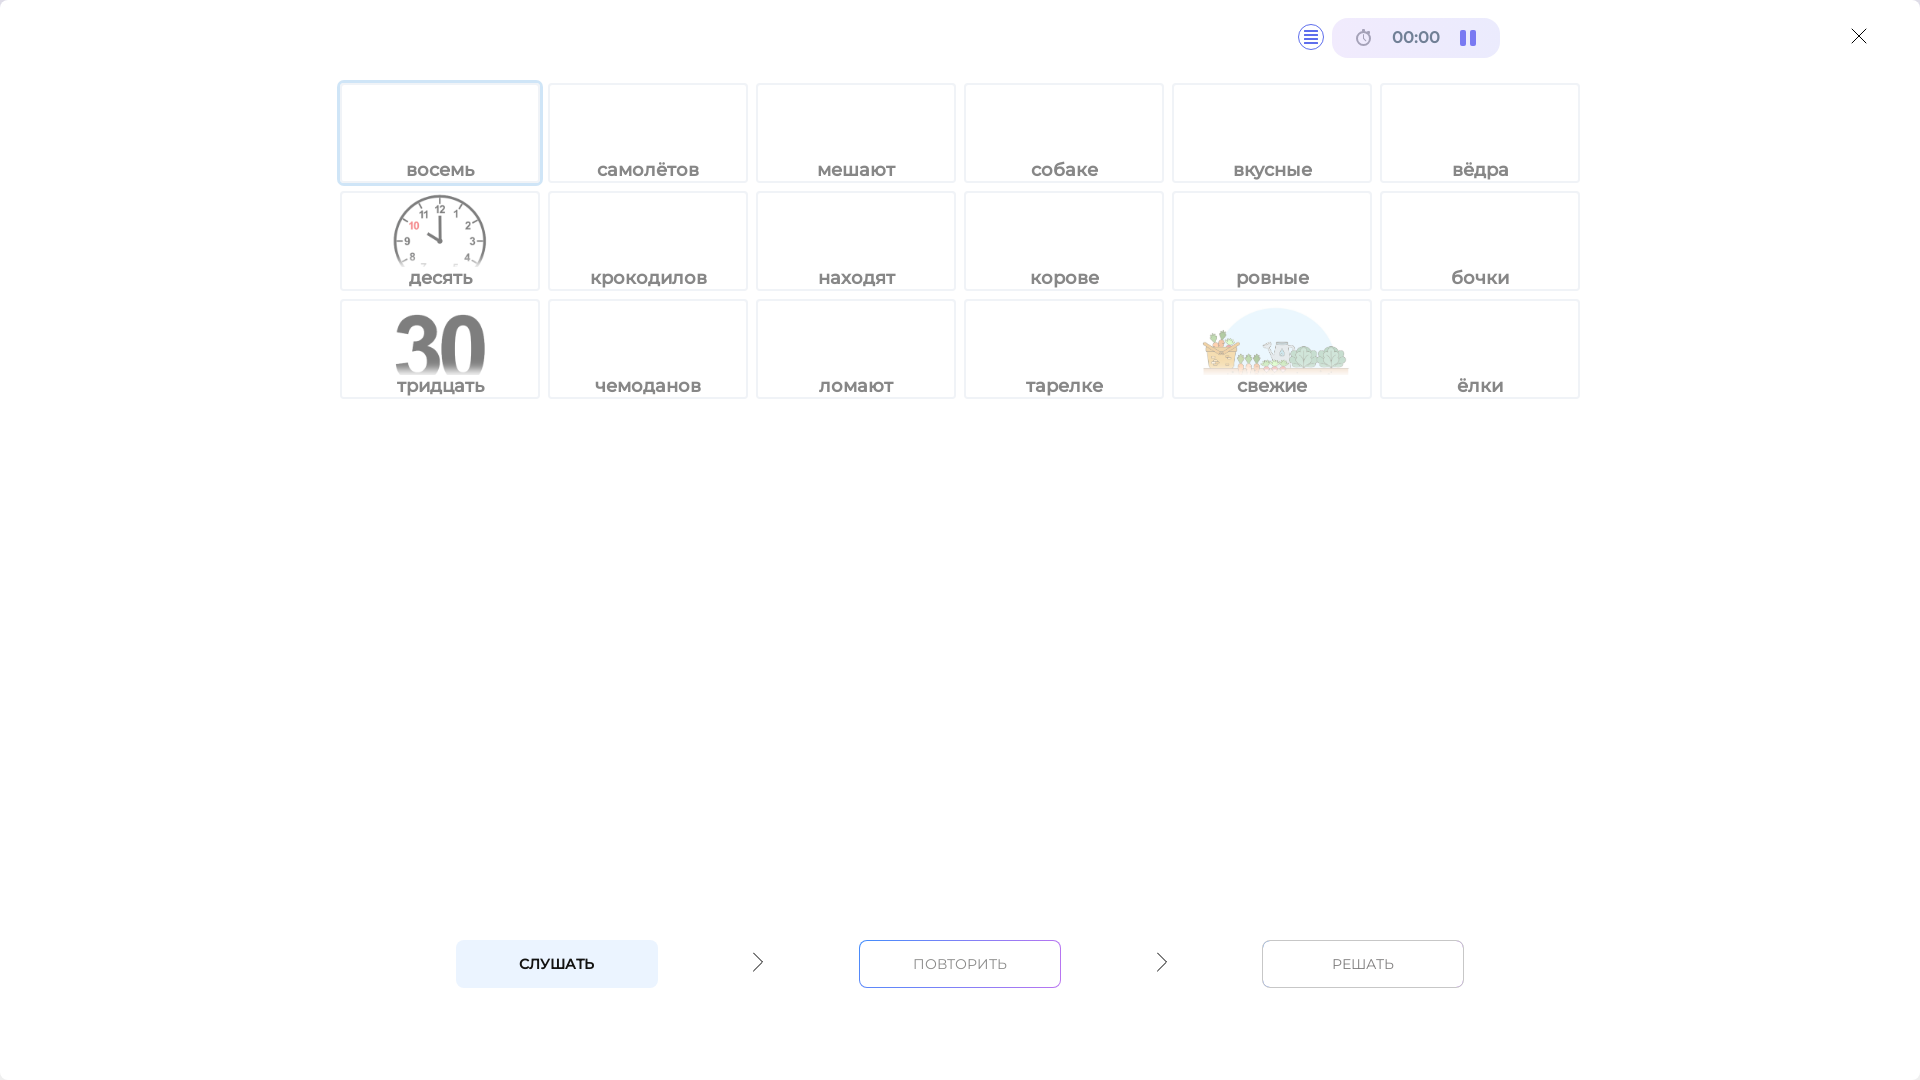 00:00
восемь самолётов мешают собаке вкусные вёдра
12 11 1 10 2 9 3 8 4
десять крокодилов находят корове ровные бочки
30
тридцать чемоданов ломают тарелке свежие ёлки
СЛУШАТЬ ПОВТОРИТЬ РЕШАТЬ